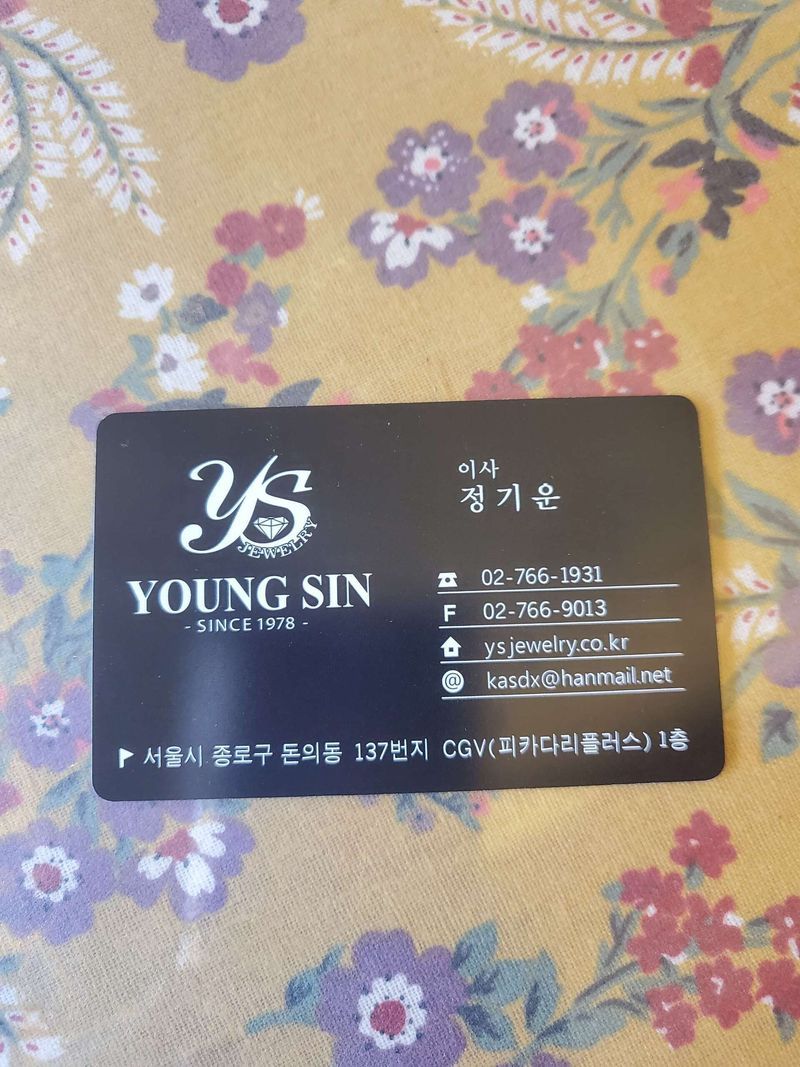 YS
JEWELRY
YOUNG SIN
- SINCE 1978 -
이사
정기운
02-766-1931
F 02-766-9013
ysjewelry.co.kr
@ kasdx@hanmail.net
서울시 종로구 돈의동 137번지 CGV(피카다리플러스) 1층